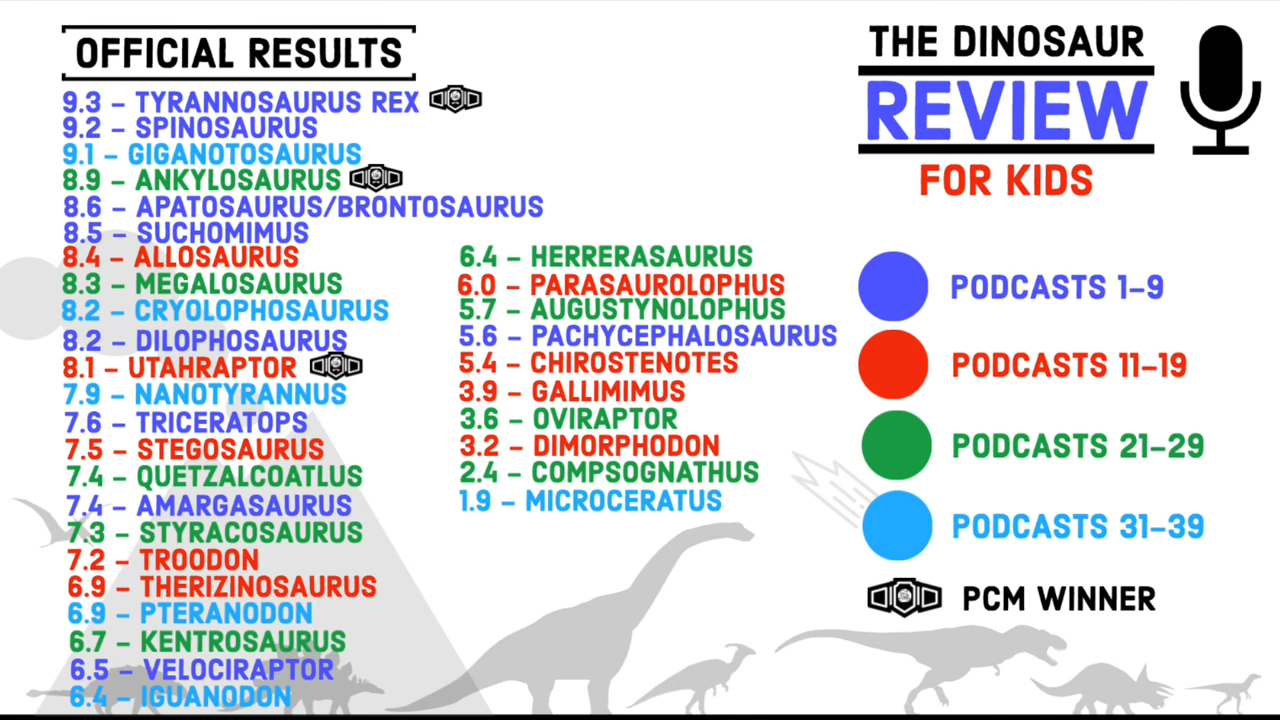 OFFICIAL RESULTS
9.3 – TYRANNOSAURUS REX
9.2 – SPINOSAURUS
9.1 – GIGANOTOSAURUS
8.9 – ANKYLOSAURUS
8.6 – APATOSAURUS/BRONTOSAURUS
8.5 – SUCHOMIMUS
8.4 – ALLOSAURUS
8.3 – MEGALOSAURUS
8.2 – CRYOLOPHOSAURUS
8.2 – DILOPHOSAURUS
8.1 – UTAHRAPTOR
7.9 – NANOTYRANNUS
7.6 – TRICERATOPS
7.5 – STEGOSAURUS
7.4 – QUETZALCOATLUS
7.4 – AMARGASAURUS
7.3 – STYRACOSAURUS
7.2 – TROODON
6.9 – THERIZINOSAURUS
6.9 – PTERANODON
6.7 – KENTROSAURUS
6.5 – VELOCIRAPTOR
6.4 – IGUANODON
6.4 – HERRERASAURUS
6.0 – PARASAUROLOPHUS
5.7 – AUGUSTYNOLOPHUS
5.6 – PACHYCEPHALOSAURUS
5.4 – CHIROSTENOTES
3.9 – GALLIMIMUS
3.6 – OVIRAPTOR
3.2 – DIMORPHODON
2.4 – COMPSOGNATHUS
1.9 – MICROCERATUS
THE DINOSAUR
REVIEW
FOR KIDS
PODCASTS 1–9
PODCASTS 11–19
PODCASTS 21–29
PODCASTS 31–39
PCM WINNER